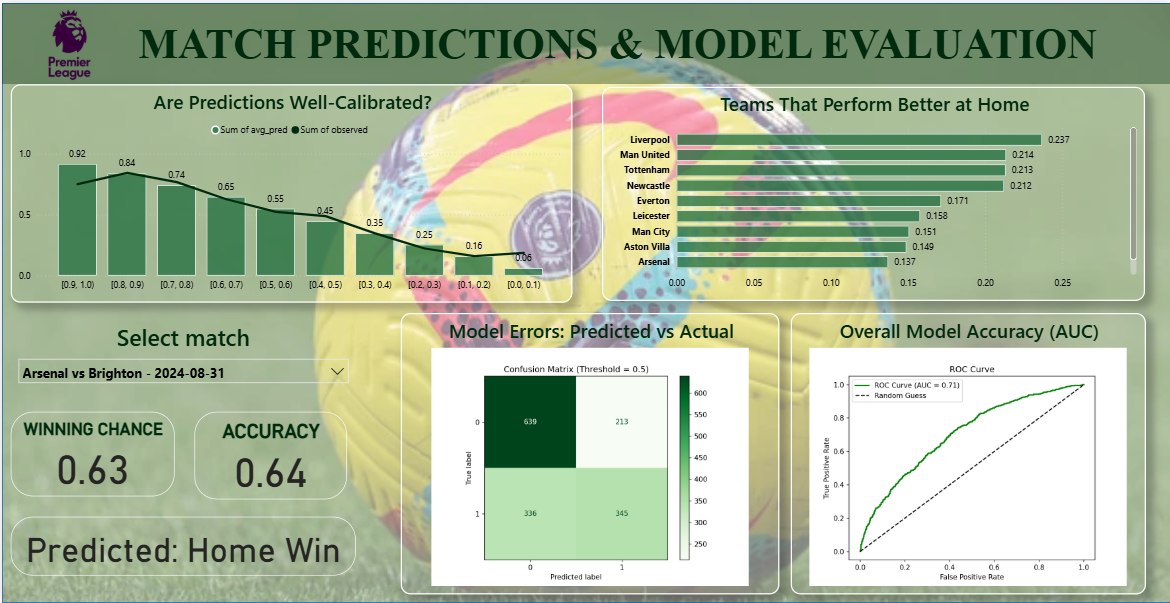 Premier
League
MATCH PREDICTIONS & MODEL EVALUATION
Are Predictions Well-Calibrated?
Sum of avg_pred Sum of observed
1.0
0.5
0.0
0.92
0.84
0.74
0.65
0.55
0.45
0.35
0.25
0.16
0.06
[0.9, 1.0) [0.8, 0.9) [0.7, 0.8) [0.6, 0.7) [0.5, 0.6) [0.4, 0.5) [0.3, 0.4) [0.2, 0.3) [0.1, 0.2) [0.0, 0.1)
Teams That Perform Better at Home
Liverpool 0.237
Man United 0.214
Tottenham 0.213
Newcastle 0.212
Everton 0.171
Leicester 0.158
Man City 0.151
Aston Villa 0.149
Arsenal 0.137
0.00 0.05 0.10 0.15 0.20 0.25
Select match
Arsenal vs Brighton - 2024-08-31
WINNING CHANCE
0.63
ACCURACY
0.64
Predicted: Home Win
Model Errors: Predicted vs Actual
Confusion Matrix (Threshold = 0.5)
True label
0
1
639 213
336 345
0 1
Predicted label
600
550
500
450
400
350
300
250
Overall Model Accuracy (AUC)
ROC Curve
ROC Curve (AUC = 0.71)
Random Guess
True Positive Rate
1.0
0.8
0.6
0.4
0.2
0.0
0.0 0.2 0.4 0.6 0.8 1.0
False Positive Rate